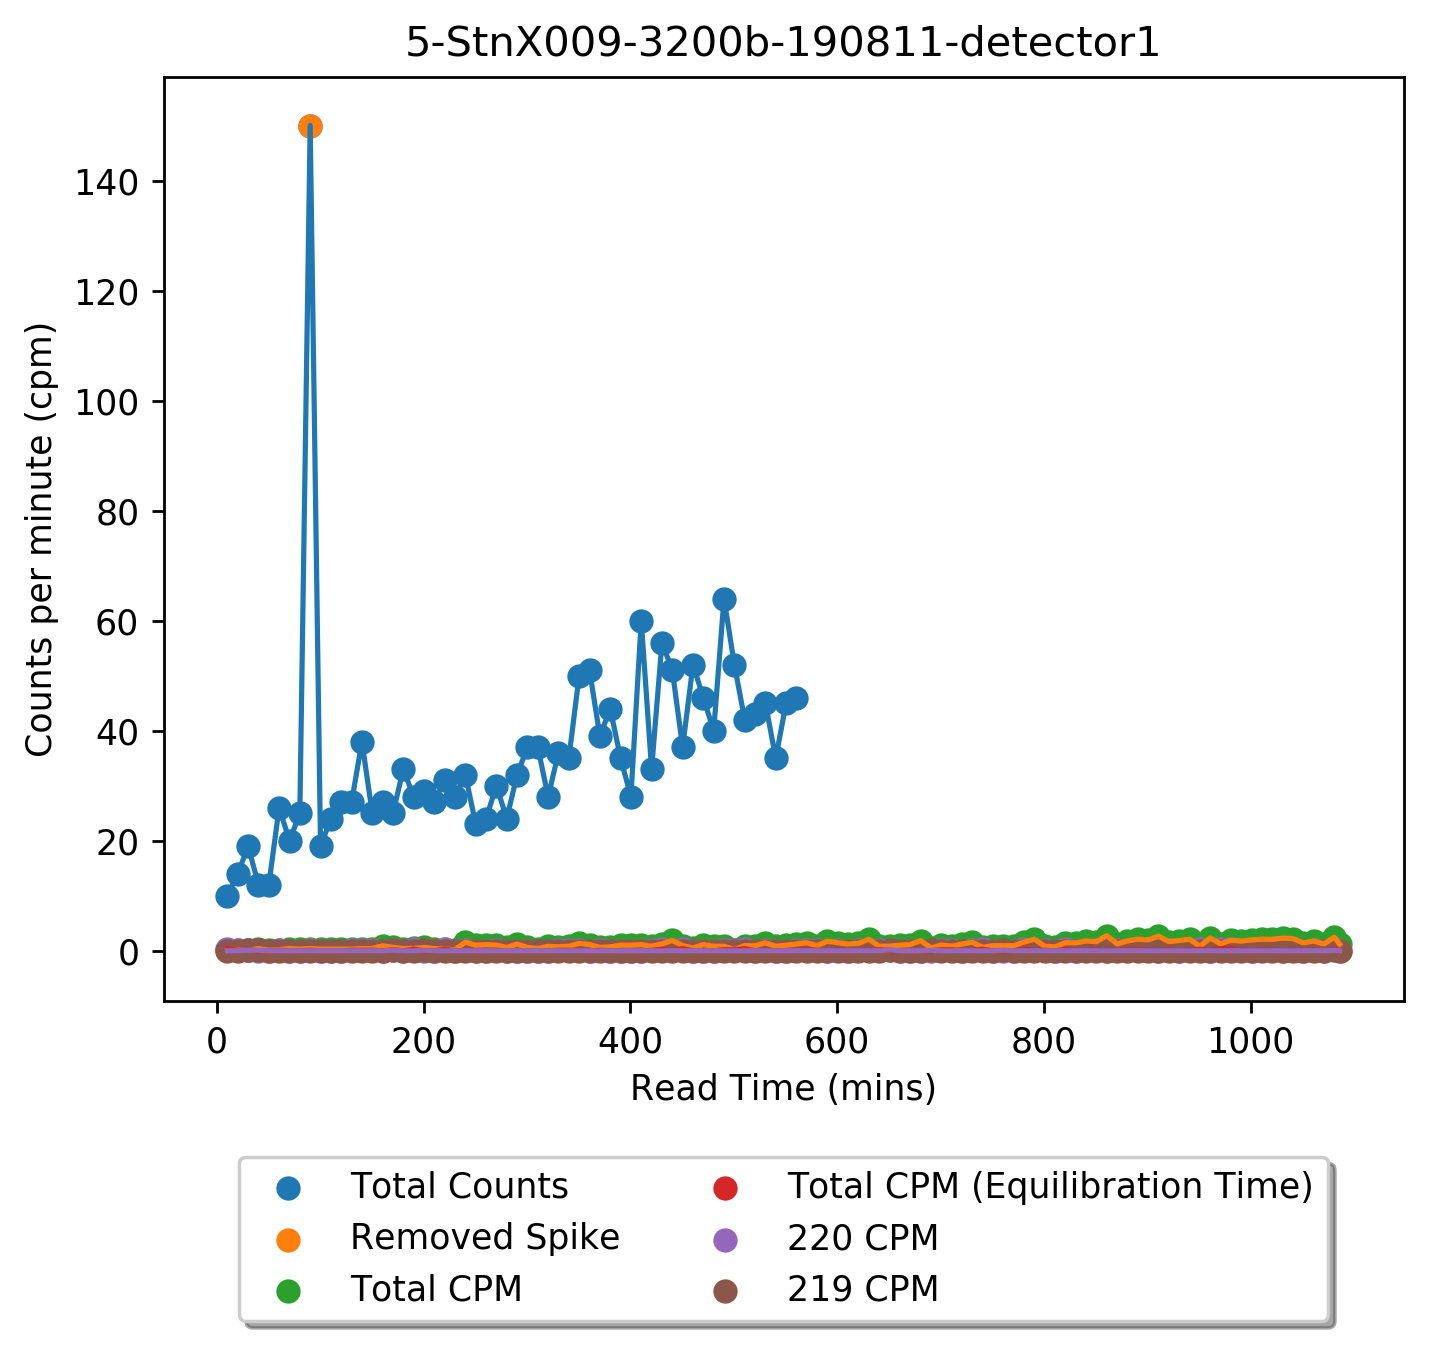 5-StnX009-3200b-190811-detector1
140
120
100
80
60
40
20
0
Counts per minute (cpm)
0 200 400 600 800 1000
Read Time (mins)
Total Counts
Removed Spike
Total CPM
Total CPM (Equilibration Time)
220 CPM
219 CPM